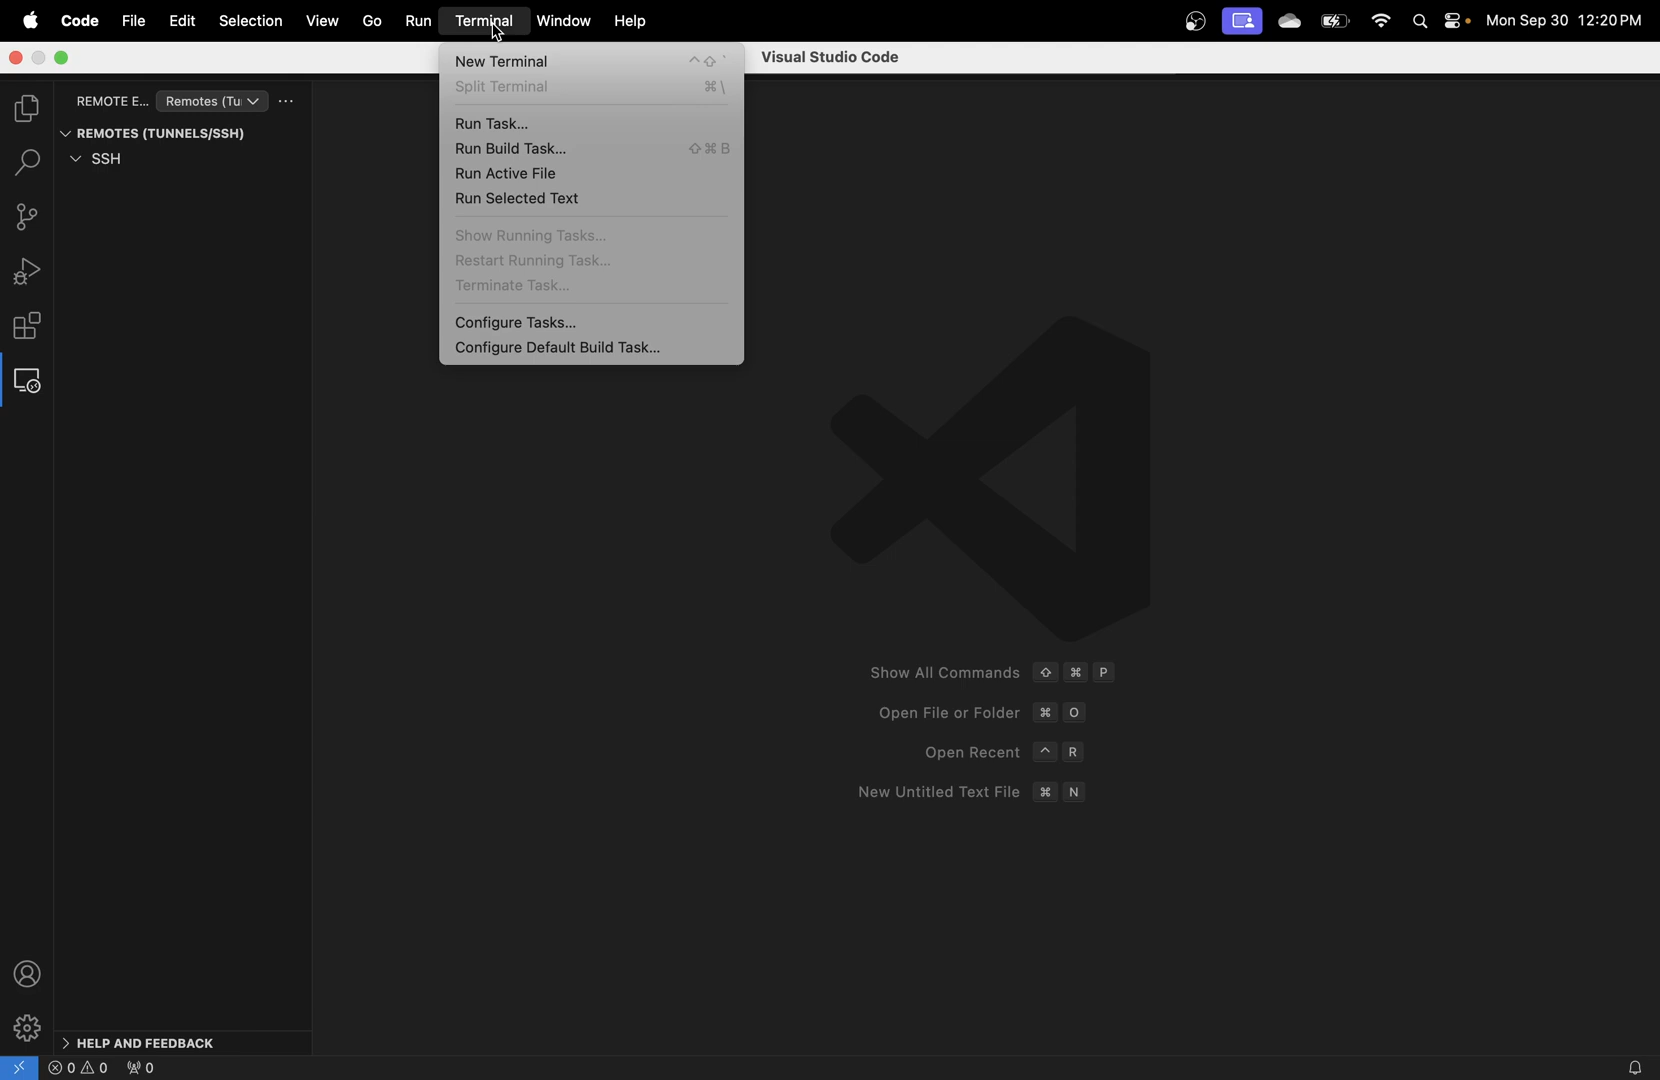 Code File Edit Selection View Go Run Terminal Window Help Mon Sep 30 12:20 PM
Visual Studio Code
New Terminal ^⇧`
Split Terminal ⌘\
Run Task...
Run Build Task... ⇧⌘B
Run Active File
Run Selected Text
Show Running Tasks...
Restart Running Task...
Terminate Task...
Configure Tasks...
Configure Default Build Task...
REMOTE E... Remotes (Tu
REMOTES (TUNNELS/SSH)
SSH
Show All Commands ⇧ ⌘ P
Open File or Folder ⌘ O
Open Recent ^ R
New Untitled Text File ⌘ N
HELP AND FEEDBACK
0 0 0